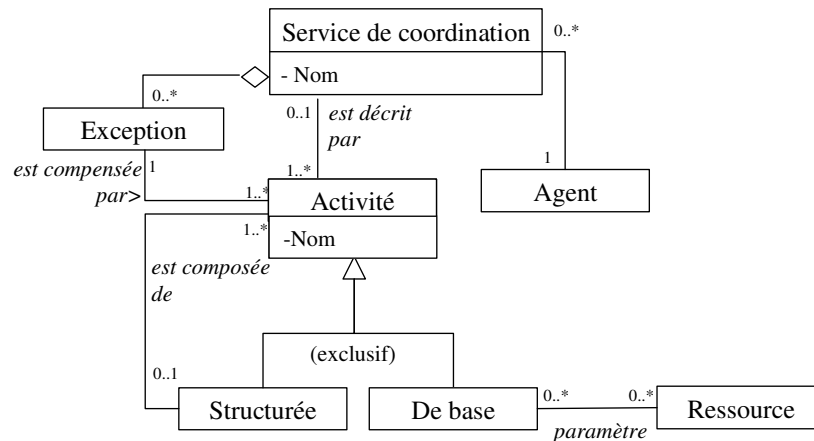 Service de coordination
0..*
- Nom
0..*
0..1
est décrit
par
Exception
est compensée
par>
1
1..*
1..*
1
Activité
Agent
1..*
-Nom
est composée
de
(exclusif)
0..1
Structurée
De base
0..*
0..*
Ressource
paramètre